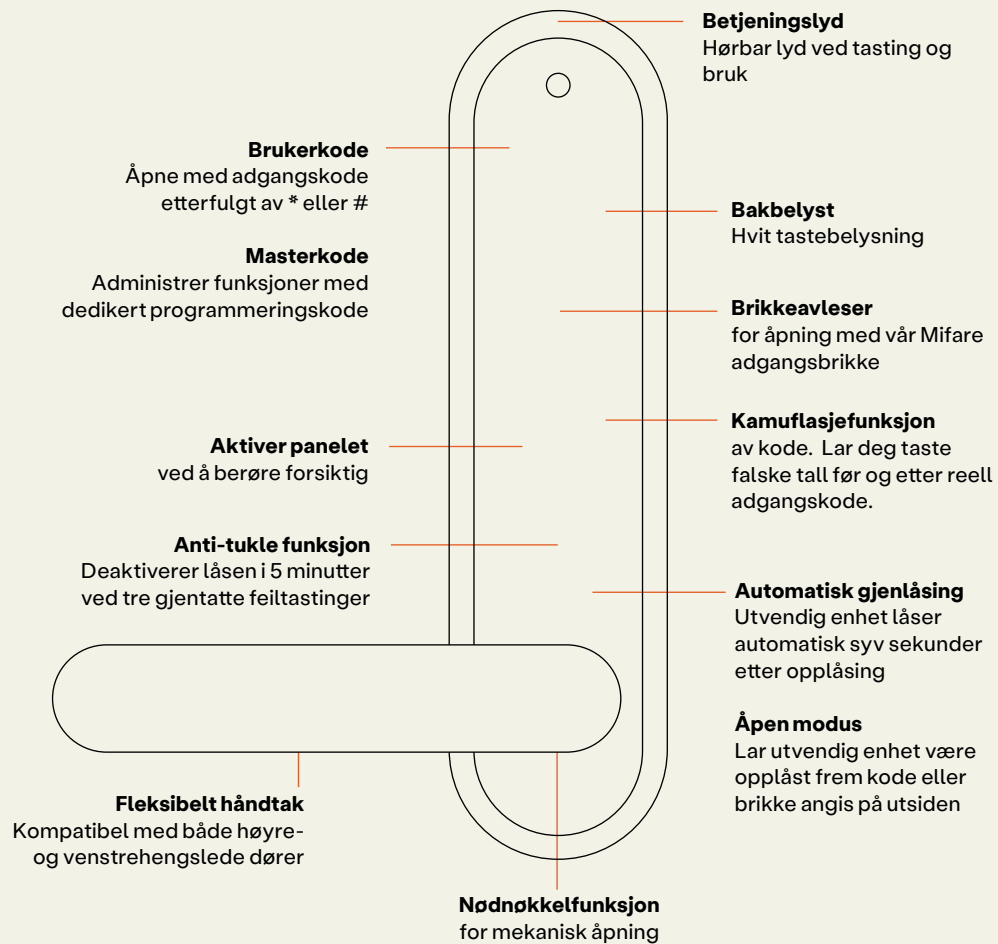 Betjeningslyd
Hørbar lyd ved tasting og
bruk
Brukerkode
Åpne med adgangskode
etterfulgt av * eller #
Masterkode
Administrer funksjoner med
dedikert programmeringskode
Aktiver panelet
ved å berøre forsiktig
Anti-tukle funksjon
Deaktiverer låsen i 5 minutter
ved tre gjentatte feiltastinger
Bakbelyst
Hvit tastebelysning
Brikkeavleser
for åpning med vår Mifare
adgangsbrikke
Kamuflasjefunksjon
av kode. Lar deg taste
falske tall før og etter reell
adgangskode.
Automatisk gjenlåsing
Utvendig enhet låser
automatisk syv sekunder
etter opplåsing
Åpen modus
Lar utvendig enhet være
opplåst frem kode eller
brikke angis på utsiden
Fleksibelt håndtak
Kompatibel med både høyre-
og venstrehengslede dører
Nødnøkkelfunksjon
for mekanisk åpning